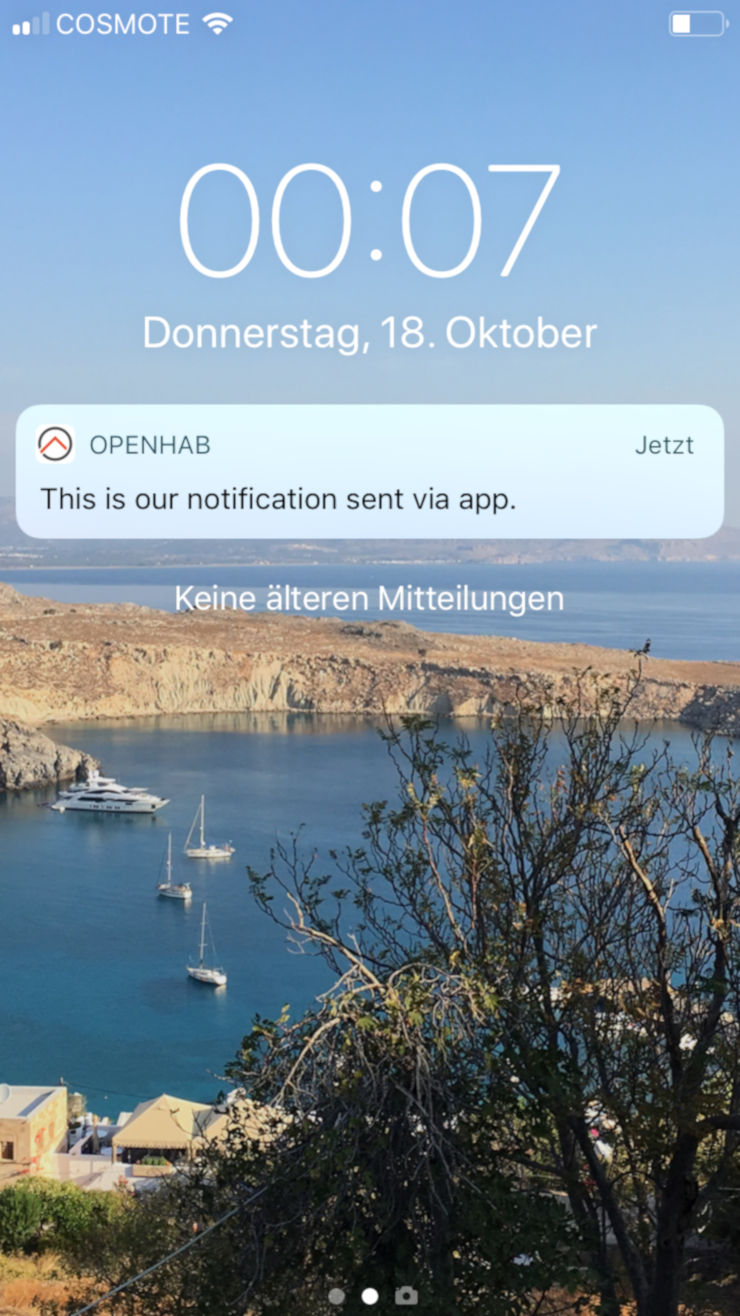 COSMOTE
00:07
Donnerstag, 18. Oktober
OPENHAB Jetzt
This is our notification sent via app.
Keine älteren Mitteilungen